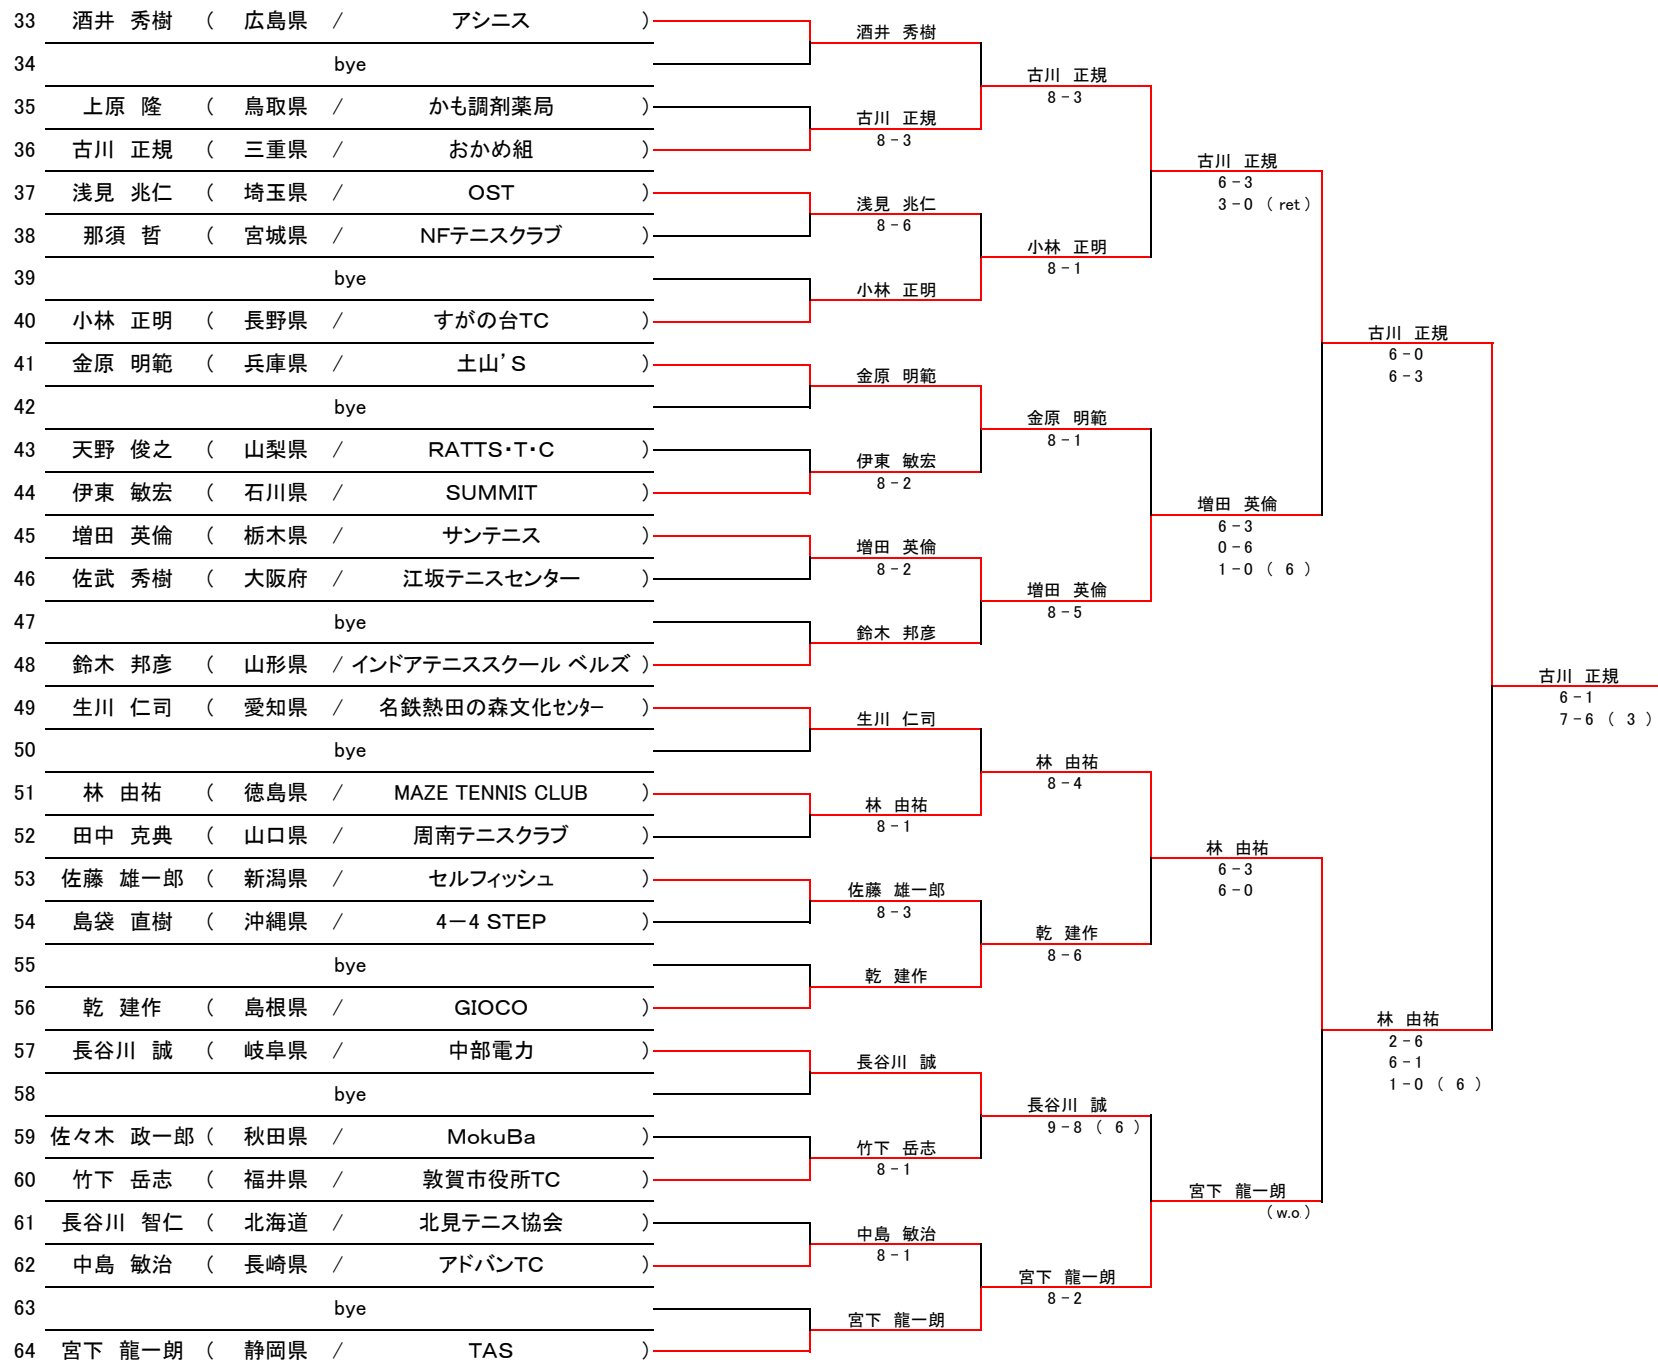 33 酒井 秀樹 ( 広島県 / アシニス )
34 bye
35 上原 隆 ( 鳥取県 / かも調剤薬局 )
36 古川 正規 ( 三重県 / おかめ組 )
37 浅見 兆仁 ( 埼玉県 / OST )
38 那須 哲 ( 宮城県 / NFテニスクラブ )
39 bye
40 小林 正明 ( 長野県 / すがの台TC )
41 金原 明範 ( 兵庫県 / 土山'S )
42 bye
43 天野 俊之 ( 山梨県 / RATTS・T・C )
44 伊東 敏宏 ( 石川県 / SUMMIT )
45 増田 英倫 ( 栃木県 / サンテニス )
46 佐武 秀樹 ( 大阪府 / 江坂テニスセンター )
47 bye
48 鈴木 邦彦 ( 山形県 / インドアテニススクール ベルズ )
49 生川 仁司 ( 愛知県 / 名鉄熱田の森文化センター )
50 bye
51 林 由祐 ( 徳島県 / MAZE TENNIS CLUB )
52 田中 克典 ( 山口県 / 周南テニスクラブ )
53 佐藤 雄一郎 ( 新潟県 / セルフィッシュ )
54 島袋 直樹 ( 沖縄県 / 4ー4 STEP )
55 bye
56 乾 建作 ( 島根県 / GIOCO )
57 長谷川 誠 ( 岐阜県 / 中部電力 )
58 bye
59 佐々木 政一郎 ( 秋田県 / MokuBa )
60 竹下 岳志 ( 福井県 / 敦賀市役所TC )
61 長谷川 智仁 ( 北海道 / 北見テニス協会 )
62 中島 敏治 ( 長崎県 / アドバンTC )
63 bye
64 宮下 龍一朗 ( 静岡県 / TAS )
酒井 秀樹
古川 正規
8-3
浅見 兆仁
8-6
小林 正明
金原 明範
伊東 敏宏
8-2
増田 英倫
8-2
鈴木 邦彦
生川 仁司
林 由祐
8-1
佐藤 雄一郎
8-3
乾 建作
長谷川 誠
竹下 岳志
8-1
中島 敏治
8-1
宮下 龍一朗
古川 正規
8-3
小林 正明
8-1
金原 明範
8-1
増田 英倫
8-5
林 由祐
8-4
乾 建作
8-6
長谷川 誠
9-8 ( 6 )
宮下 龍一朗
8-2
古川 正規
6-3
3-0 ( ret )
増田 英倫
6-3
0-6
1-0 ( 6 )
林 由祐
6-3
6-0
宮下 龍一朗
( w.o. )
古川 正規
6-0
6-3
林 由祐
2-6
6-1
1-0 ( 6 )
古川 正規
6-1
7-6 ( 3 )